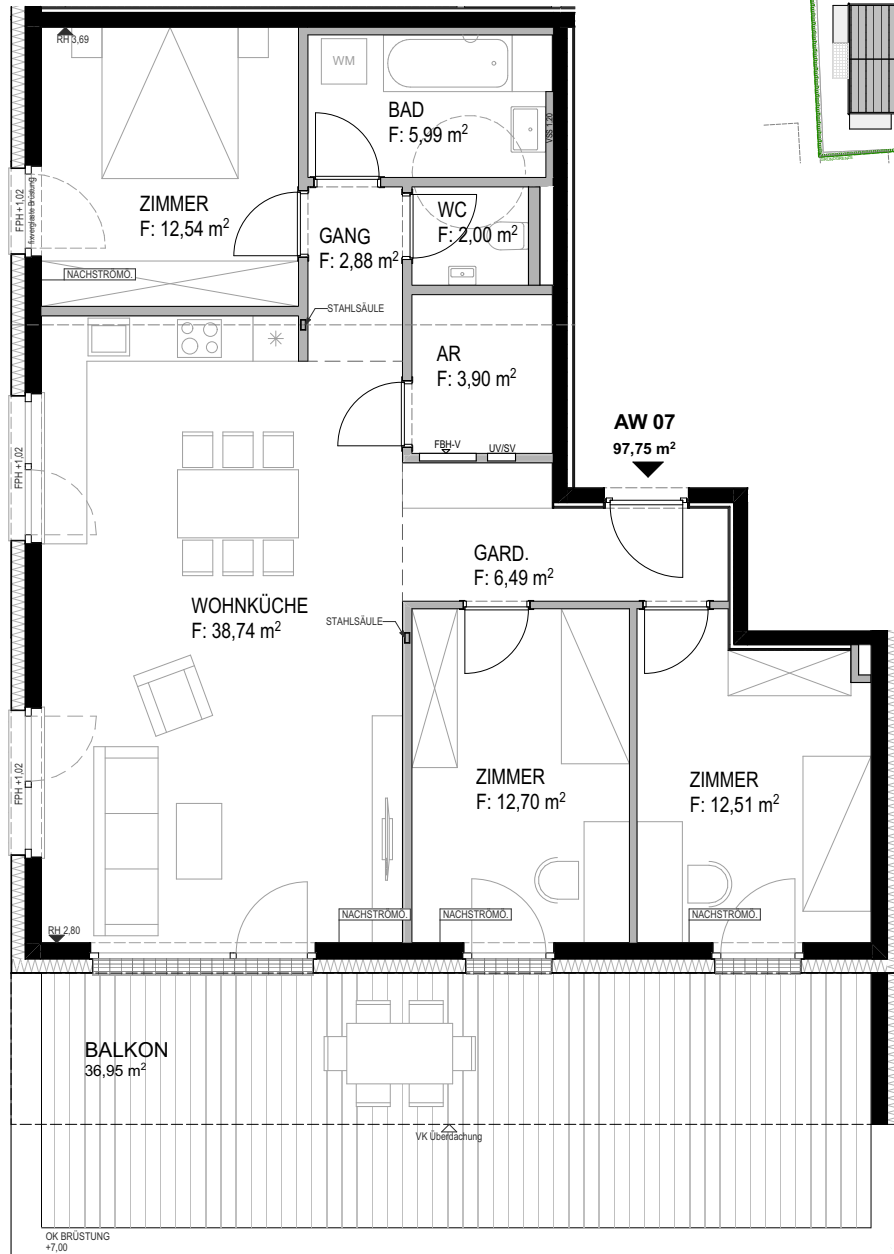 RH 3,69
WM
BAD
F: 5,99 m²
VSS 1.20
FPH +1,02
fixverglaste Brüstung
ZIMMER
F: 12,54 m²
WC
F: 2,00 m²
GANG
F: 2,88 m²
NACHSTRÖMÖ.
STAHLSÄULE
AR
F: 3,90 m²
AW 07
97,75 m²
FBH-V
UV/SV
FPH +1,02
GARD.
F: 6,49 m²
WOHNKÜCHE
F: 38,74 m²
STAHLSÄULE
FPH +1,02
ZIMMER
F: 12,70 m²
ZIMMER
F: 12,51 m²
NACHSTRÖMÖ.
NACHSTRÖMÖ.
NACHSTRÖMÖ.
RH 2,80
BALKON
36,95 m²
VK Überdachung
OK BRÜSTUNG
+7,00